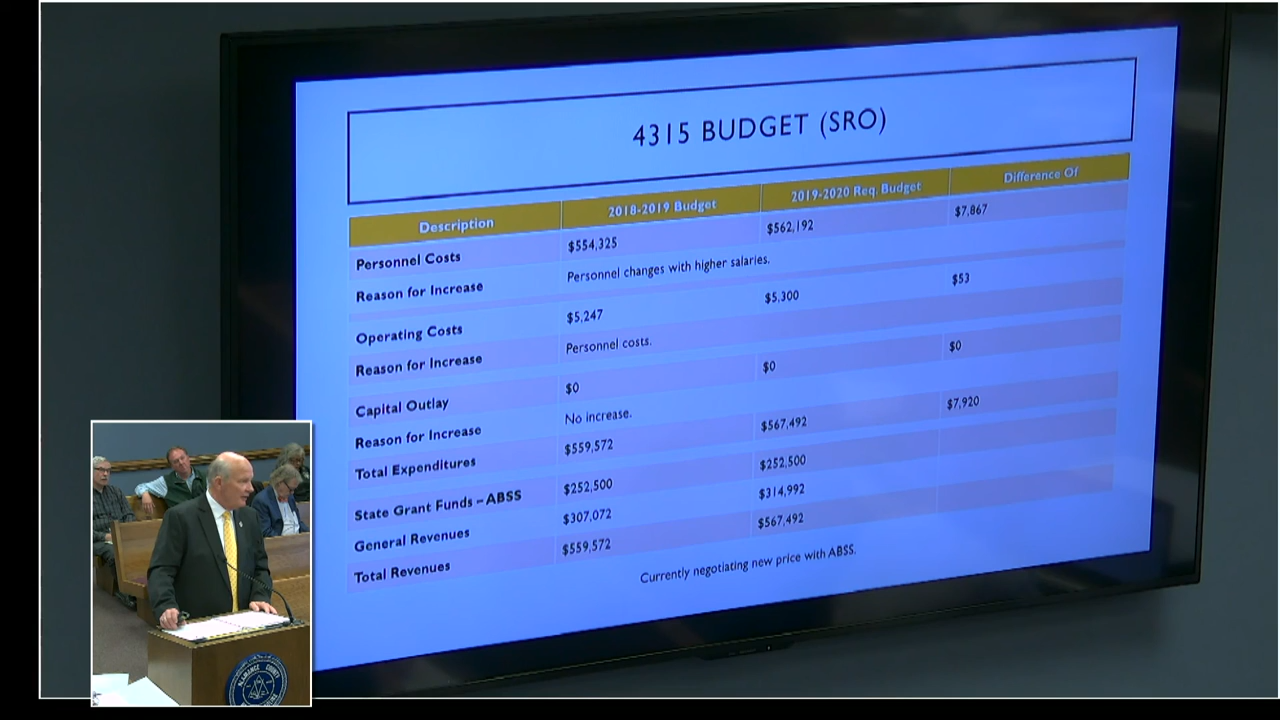 4315 BUDGET (SRO)
Description 2018-2019 Budget 2019-2020 Req. Budget Difference Of
Personnel Costs $554,325 $562,192 $7,867
Reason for Increase Personnel changes with higher salaries.
Operating Costs $5,247 $5,300 $53
Reason for Increase Personnel costs.
Capital Outlay $0 $0 $0
Reason for Increase No increase.
Total Expenditures $559,572 $567,492 $7,920
State Grant Funds – ABSS $252,500 $252,500
General Revenues $307,072 $314,992
Total Revenues $559,572 $567,492
Currently negotiating new price with ABSS.
ALAMANCE COUNTY